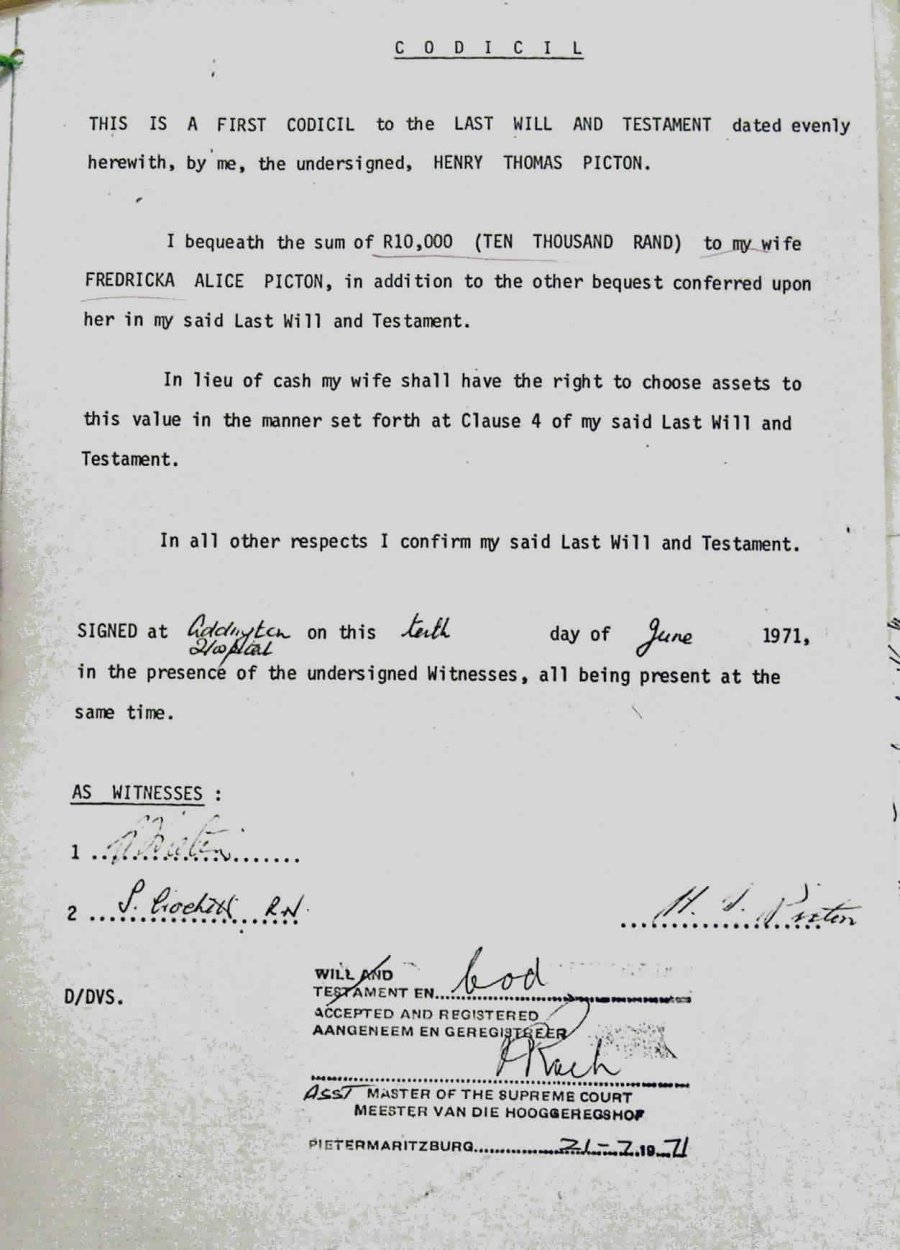 C O D I C I L
THIS IS A FIRST CODICIL to the LAST WILL AND TESTAMENT dated evenly
herewith, by me, the undersigned, HENRY THOMAS PICTON.
I bequeath the sum of R10,000 (TEN THOUSAND RAND) to my wife
FREDRICKA ALICE PICTON, in addition to the other bequest conferred upon
her in my said Last Will and Testament.
In lieu of cash my wife shall have the right to choose assets to
this value in the manner set forth at Clause 4 of my said Last Will and
Testament.
In all other respects I confirm my said Last Will and Testament.
SIGNED at Addington Hospital on this tenth day of June 1971,
in the presence of the undersigned Witnesses, all being present at the
same time.
AS WITNESSES :
1
2 R.N.
H. T. Picton
D/DVS.
WILL AND
TESTAMENT EN Cod
ACCEPTED AND REGISTERED
AANGENEEM EN GEREGISTREER
ASST MASTER OF THE SUPREME COURT
MEESTER VAN DIE HOOGGEREGSHOF
PIETERMARITZBURG 21-7.1971